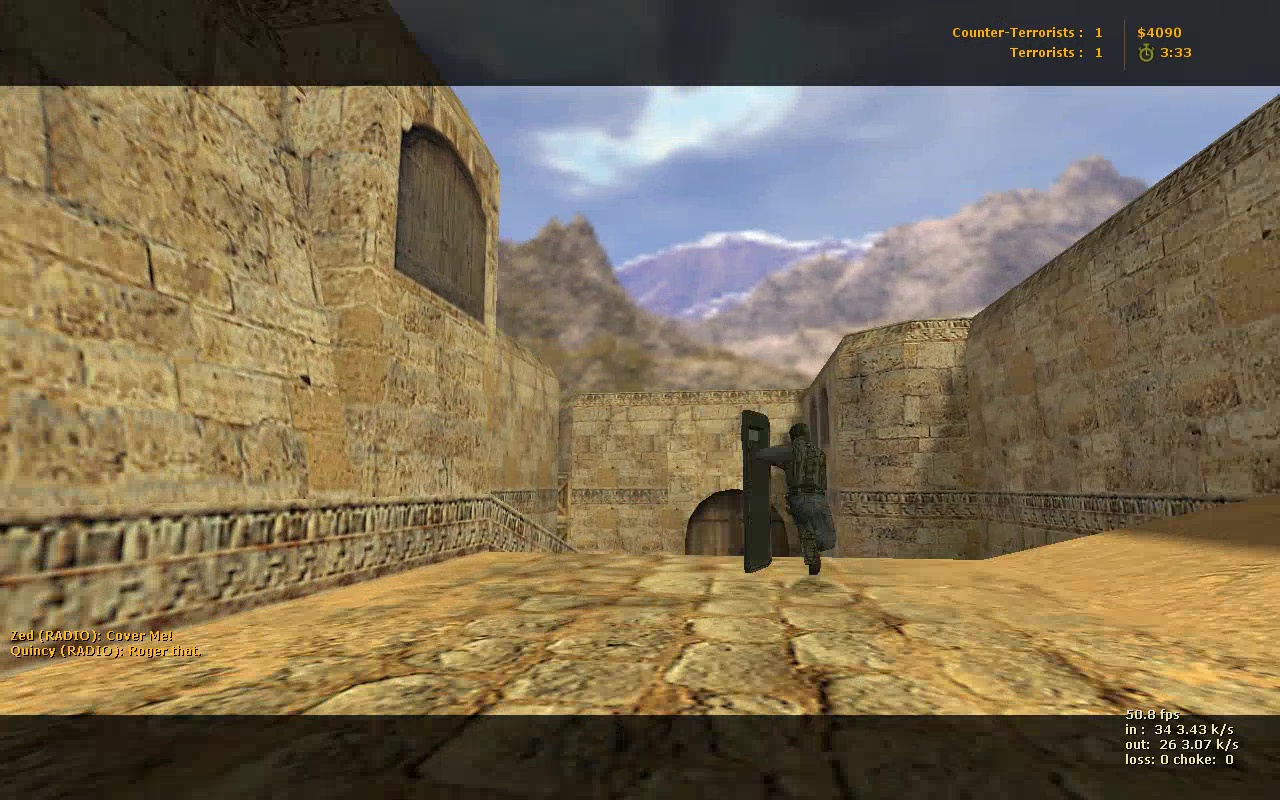 Counter-Terrorists : 1
$4090
Terrorists : 1
3:33
Zed (RADIO): Cover Me!
Quincy (RADIO): Roger that.
50.8 fps
in : 34 3.43 k/s
out: 26 3.07 k/s
loss: 0 choke: 0